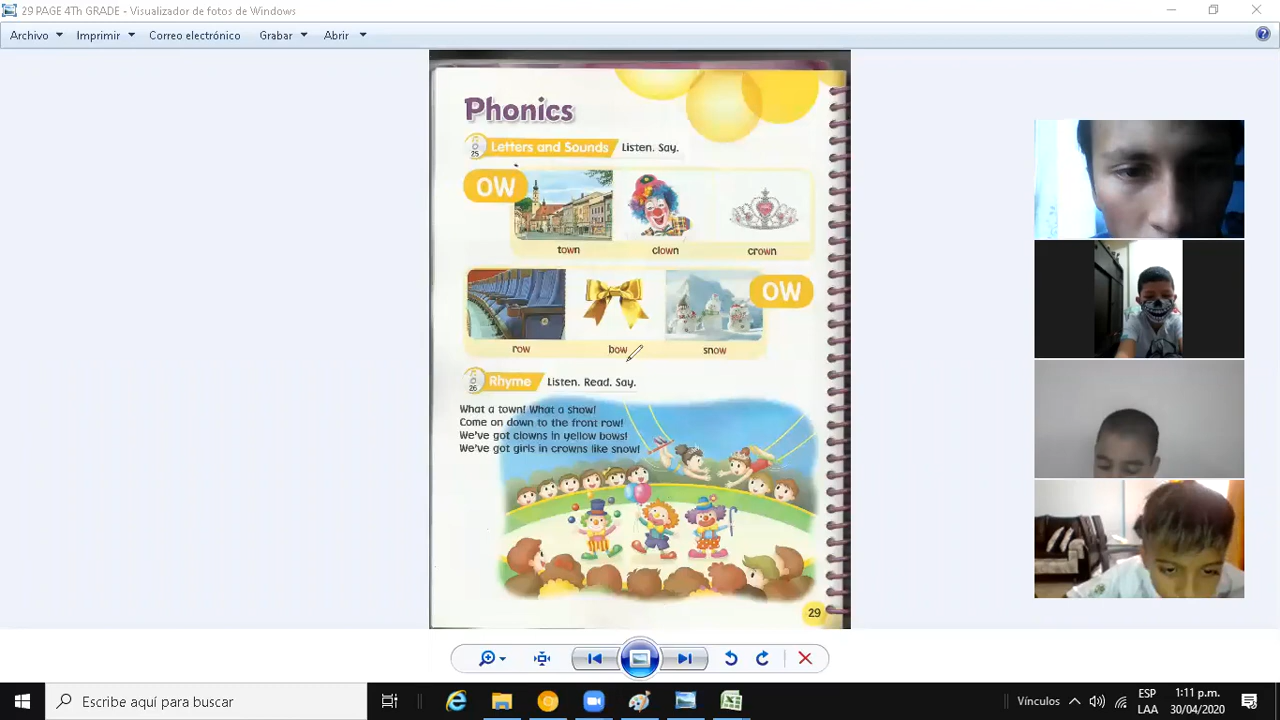 29 PAGE 4Th GRADE - Visualizador de fotos de Windows
Archivo Imprimir Correo electrónico Grabar Abrir
Phonics
25 Letters and Sounds Listen. Say.
OW
town clown crown
OW
row bow snow
26 Rhyme Listen. Read. Say.
What a town! What a show!
Come on down to the front row!
We've got clowns in yellow bows!
We've got girls in crowns like snow!
29
Escribe aquí para buscar
Vínculos
ESP
LAA
1:11 p.m.
30/04/2020